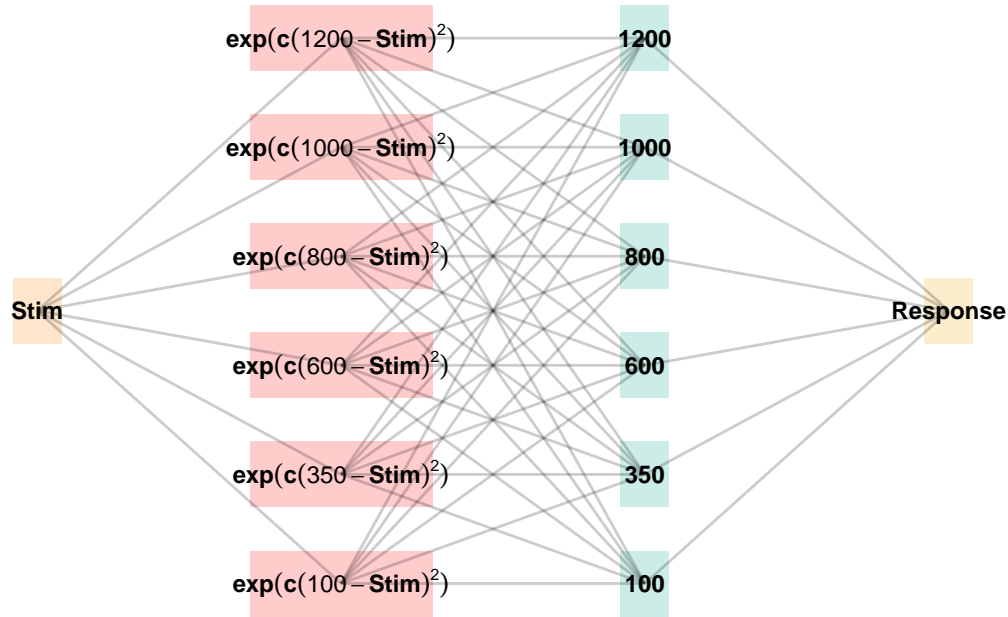 exp(c(1200 – Stim)²)
1200
exp(c(1000 – Stim)²)
1000
exp(c(800 – Stim)²)
800
Stim
Response
exp(c(600 – Stim)²)
600
exp(c(350 – Stim)²)
350
exp(c(100 – Stim)²)
100